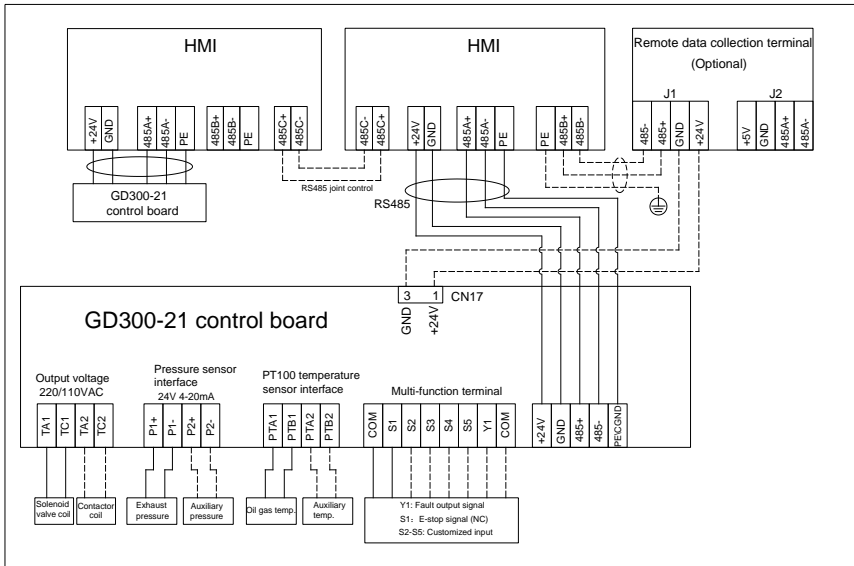 HMI
HMI
Remote data collection terminal
(Optional)
J1
J2
+24V
GND
485A+
485A-
PE
485B+
485B-
PE
485C+
485C-
485C-
485C+
+24V
GND
485A+
485A-
PE
PE
485B+
485B-
485-
485+
GND
+24V
+5V
GND
485A+
485A-
RS485 joint control
GD300-21
control board
RS485
3
1
CN17
GND
+24V
GD300-21 control board
Output voltage
220/110VAC
Pressure sensor
interface
24V 4-20mA
PT100 temperature
sensor interface
Multi-function terminal
TA1
TC1
TA2
TC2
P1+
P1-
P2+
P2-
PTA1
PTB1
PTA2
PTB2
COM
S1
S2
S3
S4
S5
Y1
COM
+24V
GND
485+
485-
PE\CGND
Solenoid
valve coil
Contactor
coil
Exhaust
pressure
Auxiliary
pressure
Oil gas temp.
Auxiliary
temp.
Y1: Fault output signal
S1: E-stop signal (NC)
S2-S5: Customized input